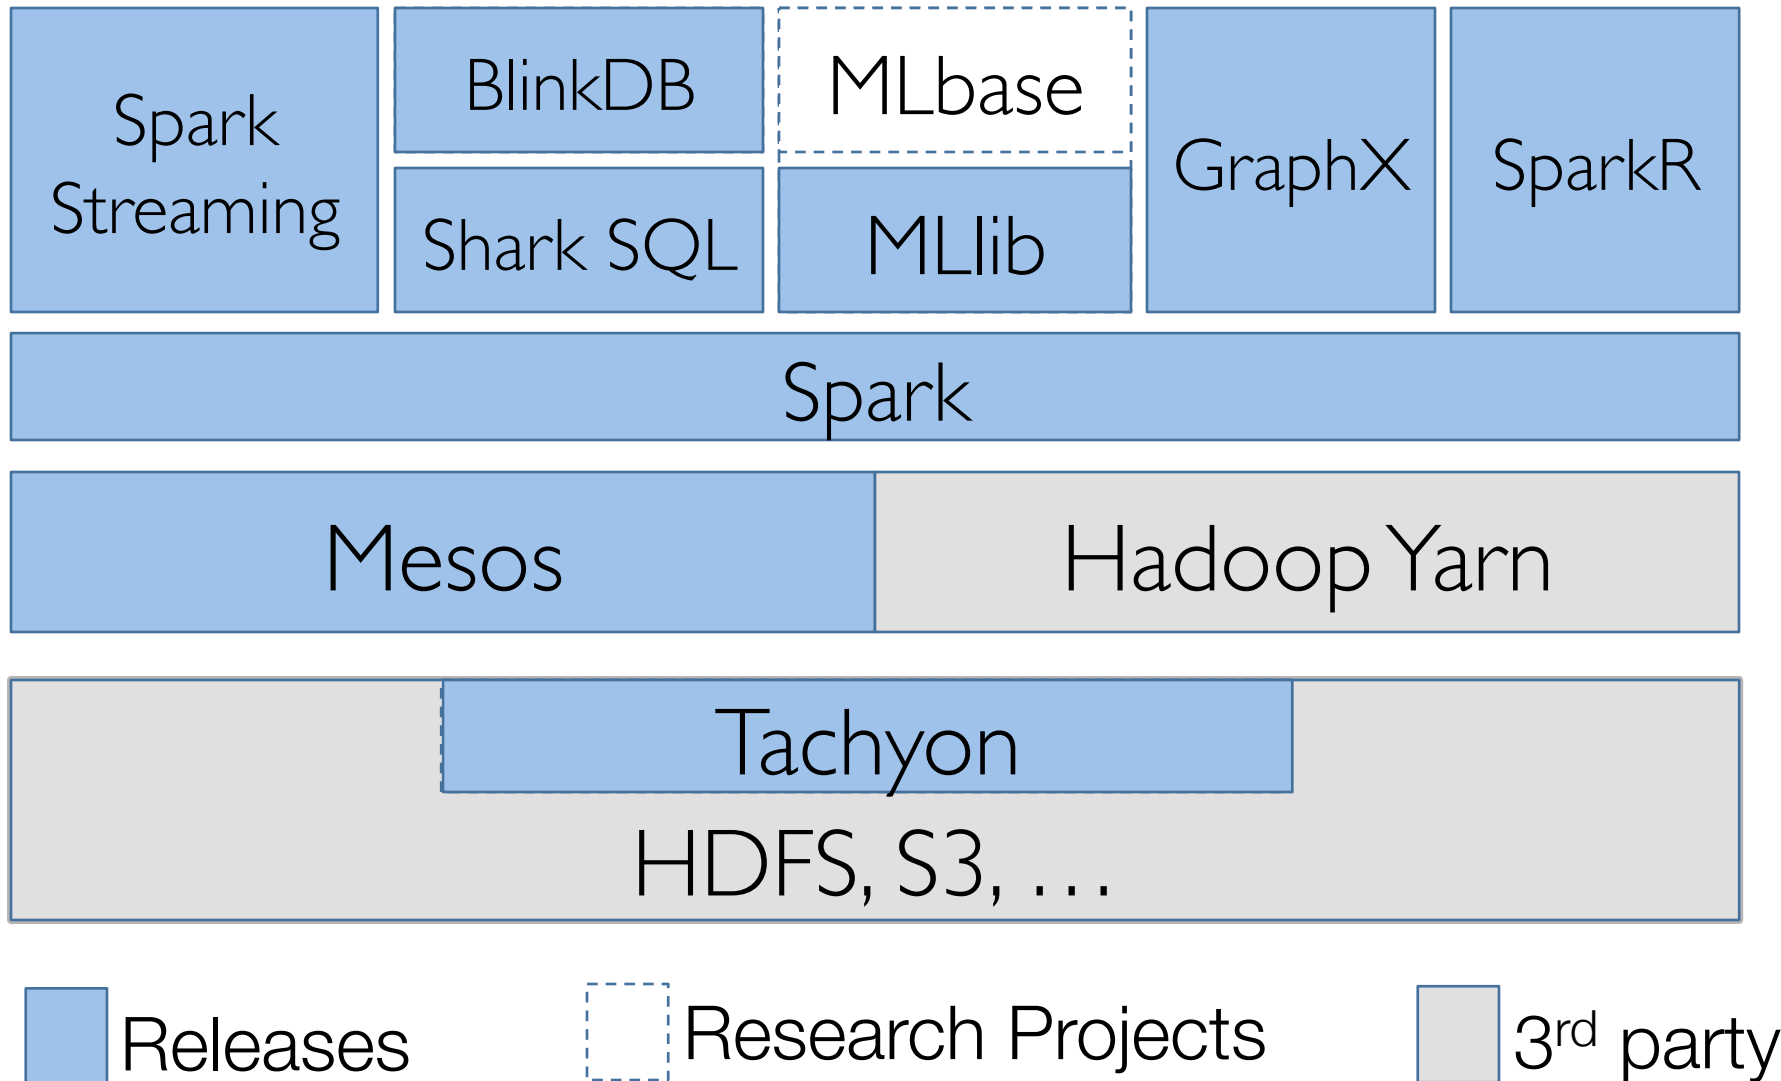 Spark
Streaming
BlinkDB
Shark SQL
MLbase
MLlib
GraphX
SparkR
Spark
Mesos
Hadoop Yarn
Tachyon
HDFS, S3, …
Releases
Research Projects
3rd party